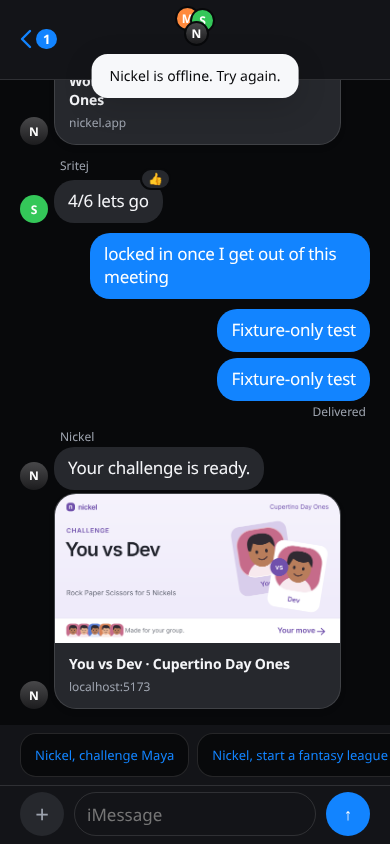 1
M
S
N
Nickel is offline. Try again.
Ones
nickel.app
N
Sritej
S
4/6 lets go
locked in once I get out of this
meeting
Fixture-only test
Fixture-only test
Delivered
Nickel
N
Your challenge is ready.
n nickel
Cupertino Day Ones
CHALLENGE
You vs Dev
VS
Dev
Rock Paper Scissors for 5 Nickels
Made for your group.
Your move →
You vs Dev · Cupertino Day Ones
localhost:5173
N
Nickel, challenge Maya
Nickel, start a fantasy league
+
iMessage
↑